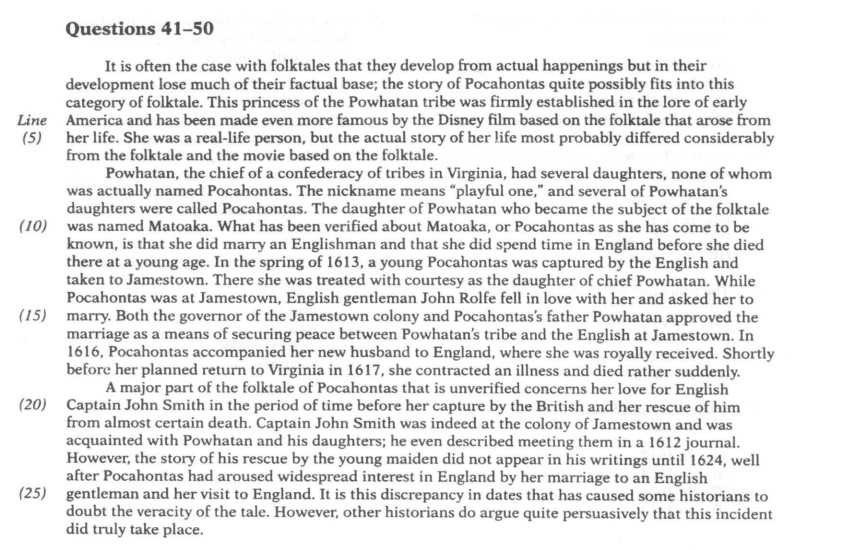 Questions 41–50
It is often the case with folktales that they develop from actual happenings but in their
development lose much of their factual base; the story of Pocahontas quite possibly fits into this
category of folktale. This princess of the Powhatan tribe was firmly established in the lore of early
Line America and has been made even more famous by the Disney film based on the folktale that arose from
(5) her life. She was a real-life person, but the actual story of her life most probably differed considerably
from the folktale and the movie based on the folktale.
Powhatan, the chief of a confederacy of tribes in Virginia, had several daughters, none of whom
was actually named Pocahontas. The nickname means “playful one,” and several of Powhatan’s
daughters were called Pocahontas. The daughter of Powhatan who became the subject of the folktale
(10) was named Matoaka. What has been verified about Matoaka, or Pocahontas as she has come to be
known, is that she did marry an Englishman and that she did spend time in England before she died
there at a young age. In the spring of 1613, a young Pocahontas was captured by the English and
taken to Jamestown. There she was treated with courtesy as the daughter of chief Powhatan. While
Pocahontas was at Jamestown, English gentleman John Rolfe fell in love with her and asked her to
(15) marry. Both the governor of the Jamestown colony and Pocahontas’s father Powhatan approved the
marriage as a means of securing peace between Powhatan’s tribe and the English at Jamestown. In
1616, Pocahontas accompanied her new husband to England, where she was royally received. Shortly
before her planned return to Virginia in 1617, she contracted an illness and died rather suddenly.
A major part of the folktale of Pocahontas that is unverified concerns her love for English
(20) Captain John Smith in the period of time before her capture by the British and her rescue of him
from almost certain death. Captain John Smith was indeed at the colony of Jamestown and was
acquainted with Powhatan and his daughters; he even described meeting them in a 1612 journal.
However, the story of his rescue by the young maiden did not appear in his writings until 1624, well
after Pocahontas had aroused widespread interest in England by her marriage to an English
(25) gentleman and her visit to England. It is this discrepancy in dates that has caused some historians to
doubt the veracity of the tale. However, other historians do argue quite persuasively that this incident
did truly take place.